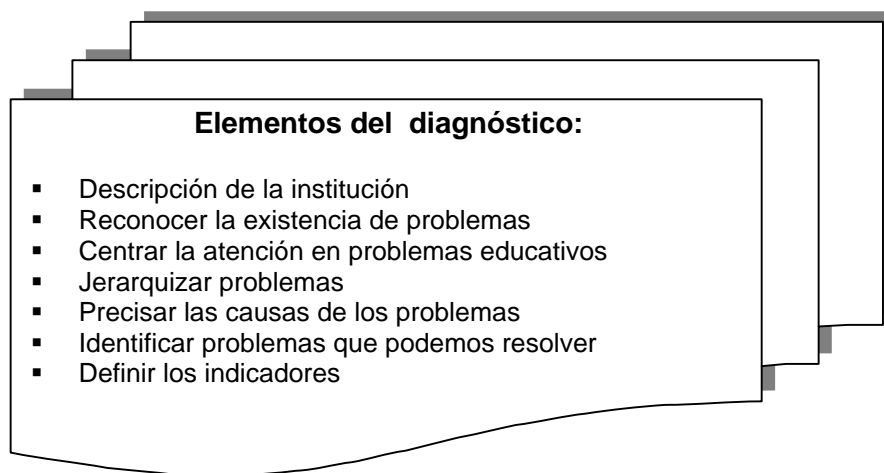 Elementos del diagnóstico:
▪ Descripción de la institución
▪ Reconocer la existencia de problemas
▪ Centrar la atención en problemas educativos
▪ Jerarquizar problemas
▪ Precisar las causas de los problemas
▪ Identificar problemas que podemos resolver
▪ Definir los indicadores